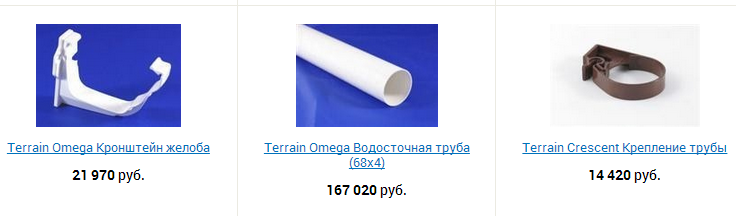 Terrain Omega Кронштейн желоба
21 970 руб.
Terrain Omega Водосточная труба
(68x4)
167 020 руб.
Terrain Crescent Крепление трубы
14 420 руб.